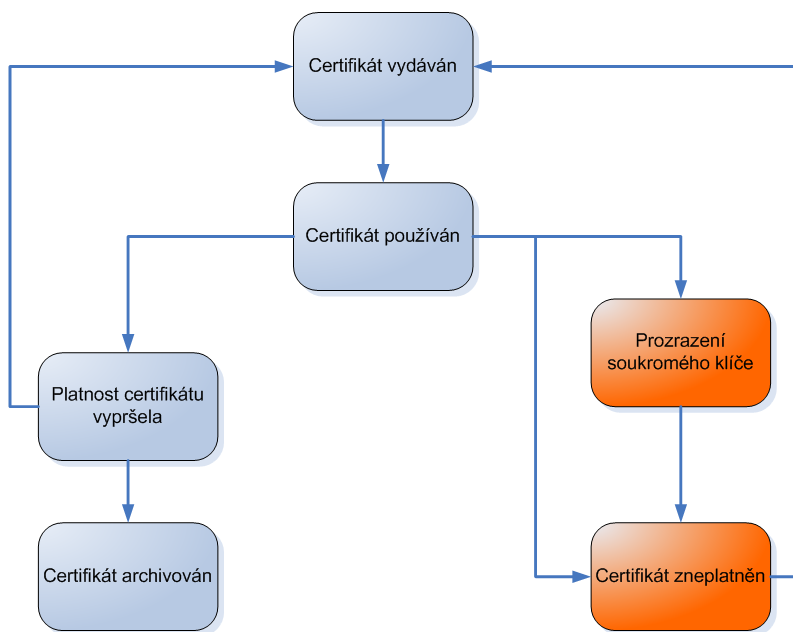 Certifikát vydáván
Certifikát používán
Prozrazení
soukromého klíče
Platnost certifikátu
vypršela
Certifikát archivován
Certifikát zneplatněn